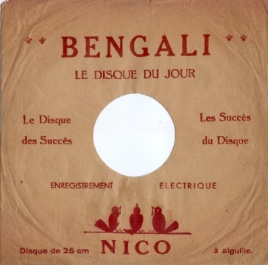 BENGALI
LE DISQUE DU JOUR
Le Disque
des Succès
Les Succès
du Disque
ENREGISTREMENT ELECTRIQUE
NICO
Disque de 25 cm
à aiguille.